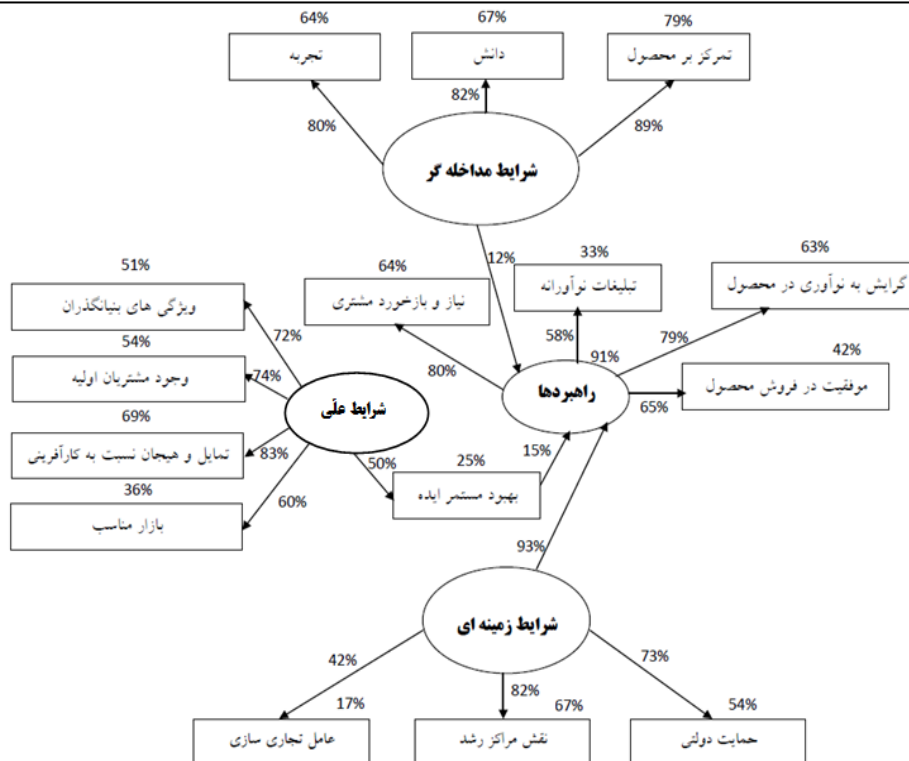 64%
67%
79%
تجربه
دانش
تمرکز بر محصول
80%
82%
89%
شرایط مداخله گر
12%
51%
ویژگی های بنیانگذران
72%
54%
وجود مشتریان اولیه
74%
69%
تمایل و هیجان نسبت به کارآفرینی
83%
36%
بازار مناسب
60%
شرایط علّی
50%
25%
بهبود مستمر ایده
15%
64%
نیاز و بازخورد مشتری
80%
33%
تبلیغات نوآورانه
58%
91%
راهبردها
63%
گرایش به نوآوری در محصول
79%
42%
موفقیت در فروش محصول
65%
93%
شرایط زمینه ای
42%
82%
73%
17%
67%
54%
عامل تجاری سازی
نقش مراکز رشد
حمایت دولتی